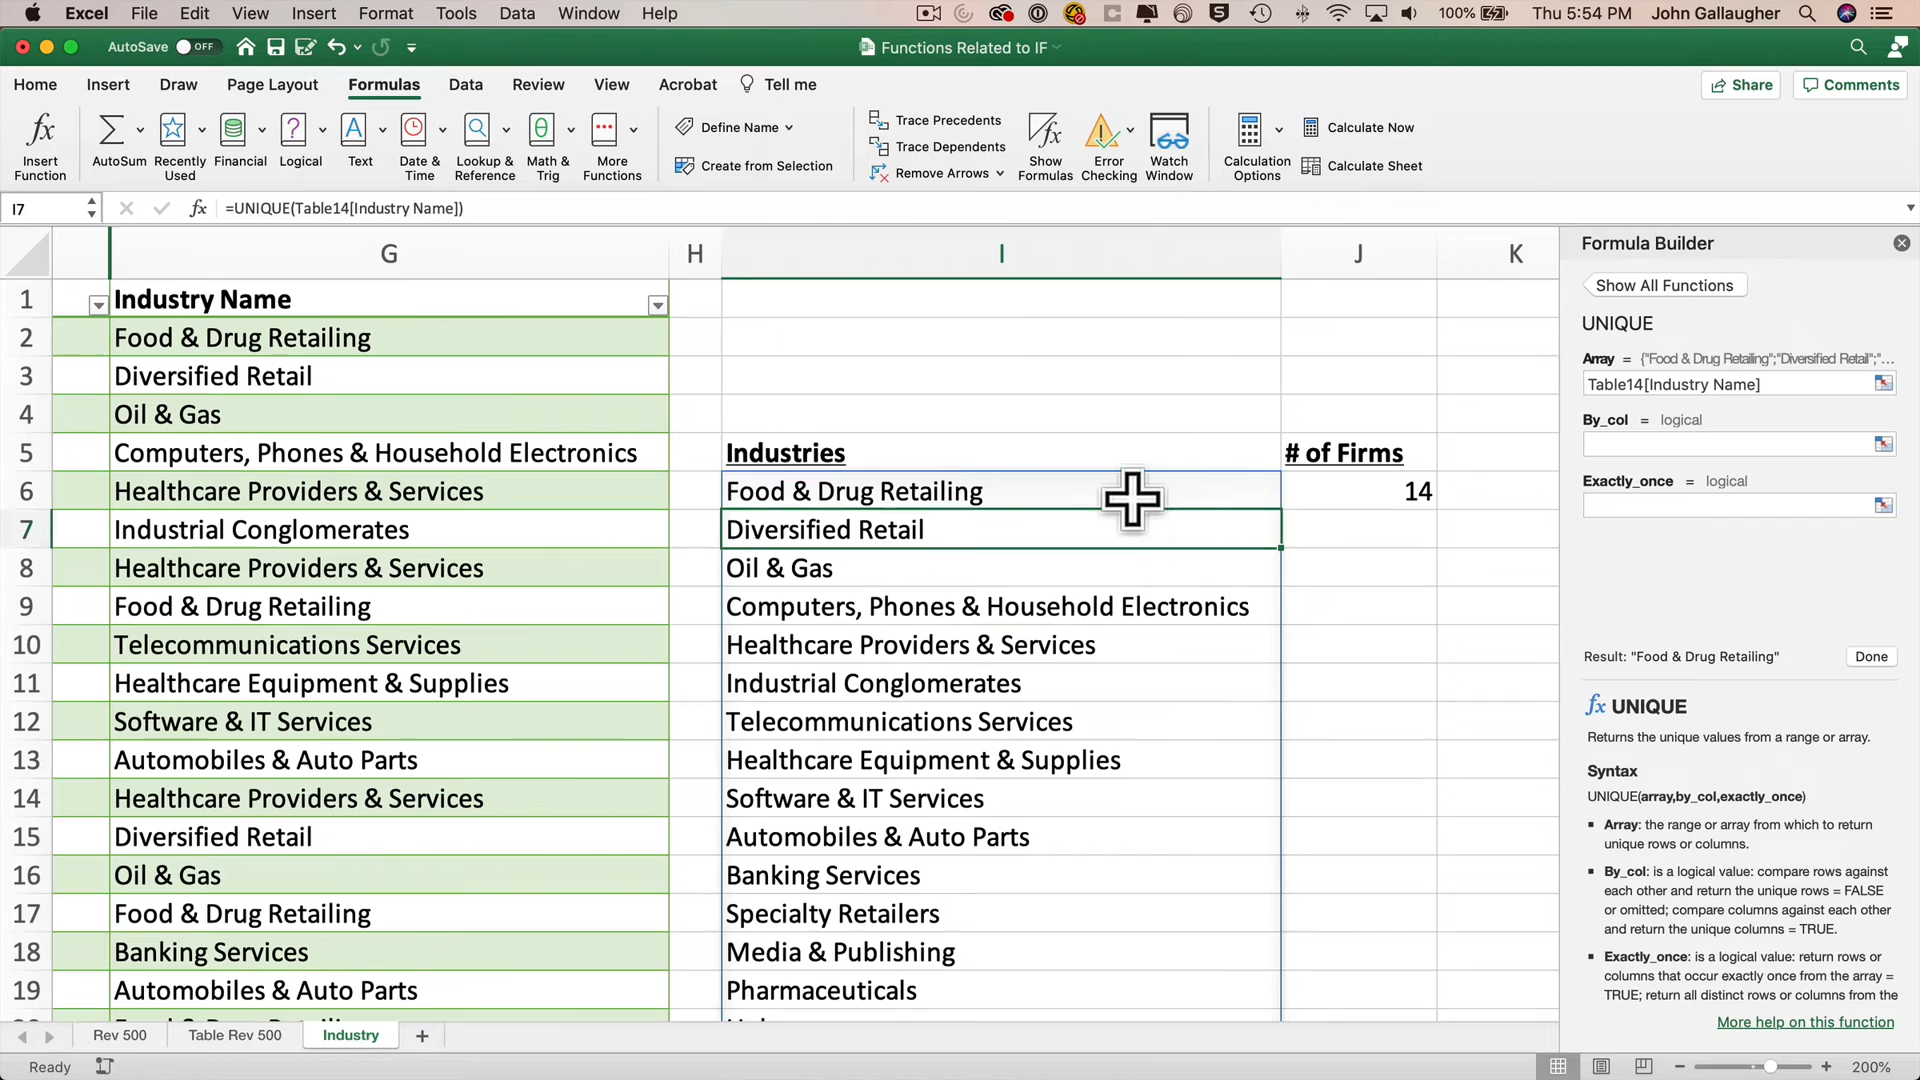 Excel File Edit View Insert Format Tools Data Window Help 100% Thu 5:54 PM John Gallaugher
AutoSave OFF Functions Related to IF
Home Insert Draw Page Layout Formulas Data Review View Acrobat Tell me Share Comments
Insert Function
AutoSum
Recently Used
Financial
Logical
Text
Date & Time
Lookup & Reference
Math & Trig
More Functions
Define Name
Create from Selection
Trace Precedents
Trace Dependents
Remove Arrows
Show Formulas
Error Checking
Watch Window
Calculation Options
Calculate Now
Calculate Sheet
I7 fx =UNIQUE(Table14[Industry Name])
G H I J K
1 Industry Name
2 Food & Drug Retailing
3 Diversified Retail
4 Oil & Gas
5 Computers, Phones & Household Electronics Industries # of Firms
6 Healthcare Providers & Services Food & Drug Retailing 14
7 Industrial Conglomerates Diversified Retail
8 Healthcare Providers & Services Oil & Gas
9 Food & Drug Retailing Computers, Phones & Household Electronics
10 Telecommunications Services Healthcare Providers & Services
11 Healthcare Equipment & Supplies Industrial Conglomerates
12 Software & IT Services Telecommunications Services
13 Automobiles & Auto Parts Healthcare Equipment & Supplies
14 Healthcare Providers & Services Software & IT Services
15 Diversified Retail Automobiles & Auto Parts
16 Oil & Gas Banking Services
17 Food & Drug Retailing Specialty Retailers
18 Banking Services Media & Publishing
19 Automobiles & Auto Parts Pharmaceuticals
Formula Builder
Show All Functions
UNIQUE
Array = {"Food & Drug Retailing";"Diversified Retail";"...
Table14[Industry Name]
By_col = logical
Exactly_once = logical
Result: "Food & Drug Retailing" Done
fx UNIQUE
Returns the unique values from a range or array.
Syntax
UNIQUE(array,by_col,exactly_once)
▪ Array: the range or array from which to return
unique rows or columns.
▪ By_col: is a logical value: compare rows against
each other and return the unique rows = FALSE
or omitted; compare columns against each other
and return the unique columns = TRUE.
▪ Exactly_once: is a logical value: return rows or
columns that occur exactly once from the array =
TRUE; return all distinct rows or columns from the
More help on this function
Rev 500 Table Rev 500 Industry
Ready 200%